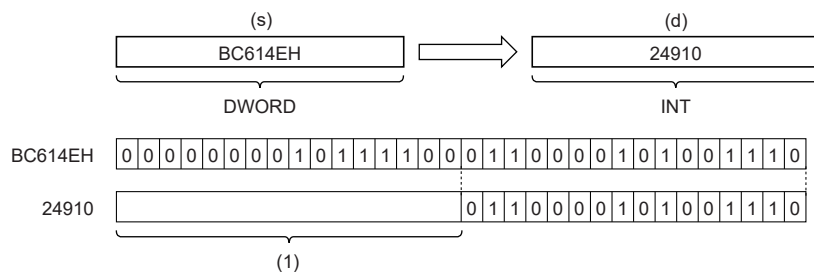 (s) (d)
BC614EH 24910
DWORD INT
BC614EH 0 0 0 0 0 0 0 0 1 0 1 1 1 1 0 0 0 1 1 0 0 0 0 1 0 1 0 0 1 1 1 0
24910 0 1 1 0 0 0 0 1 0 1 0 0 1 1 1 0
(1)